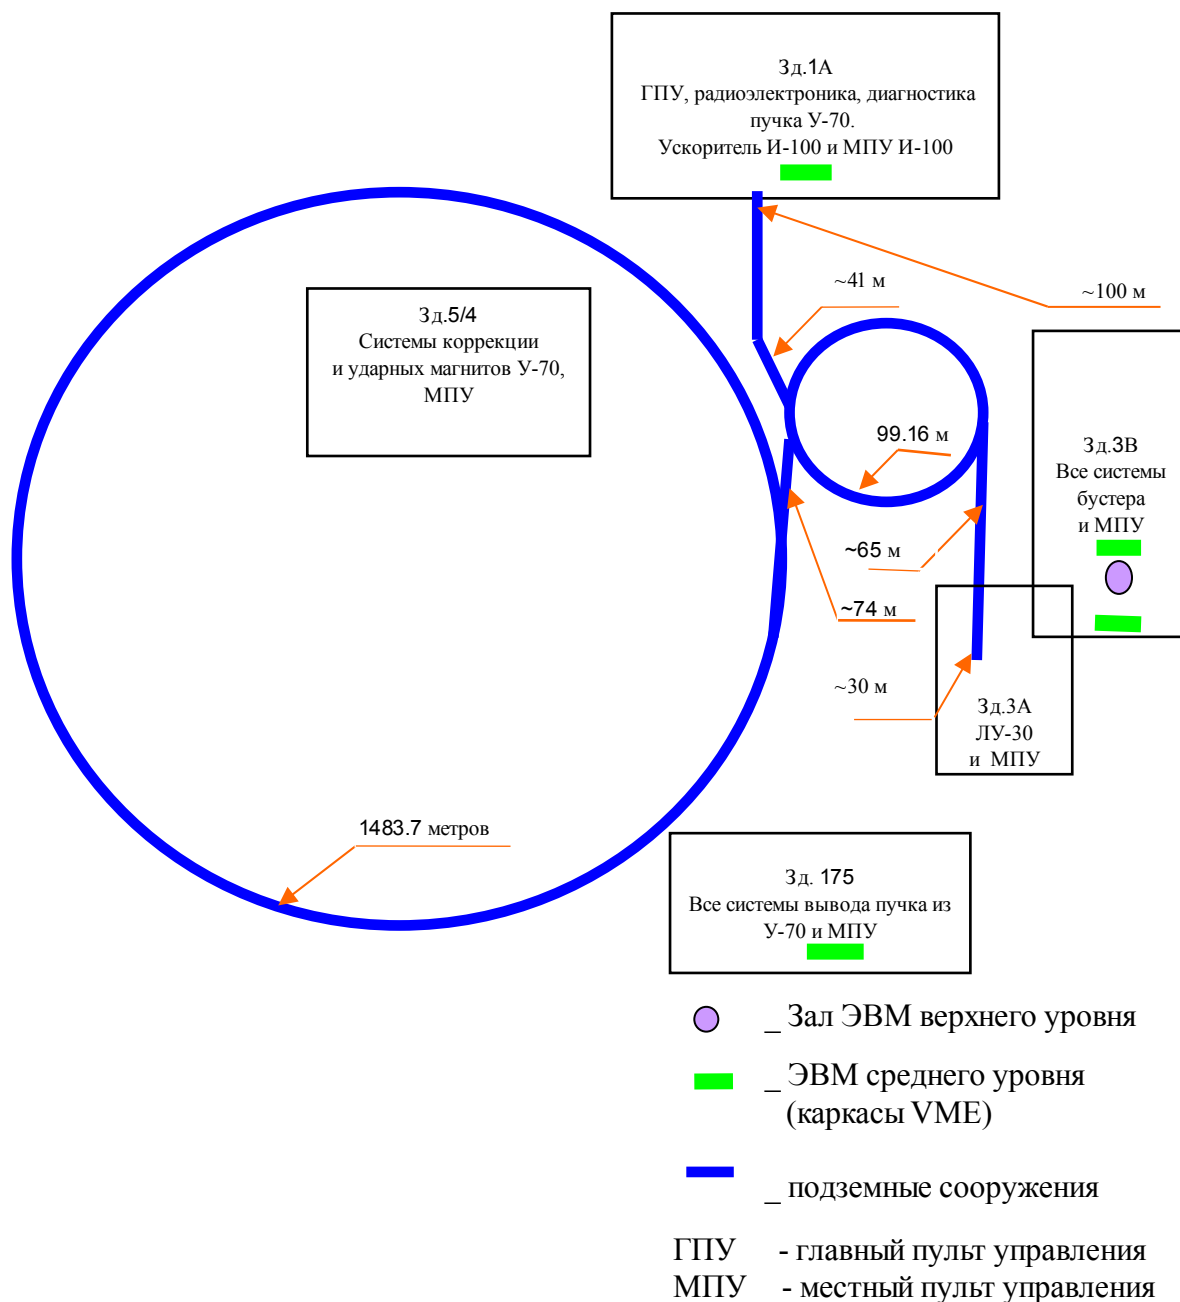 Зд.1А
ГПУ, радиоэлектроника, диагностика
пучка У-70.
Ускоритель И-100 и МПУ И-100
~41 м
~100 м
Зд.5/4
Системы коррекции
и ударных магнитов У-70,
МПУ
99.16 м
Зд.3В
Все системы
бустера
и МПУ
~65 м
~74 м
~30 м
Зд.3А
ЛУ-30
и МПУ
1483.7 метров
Зд. 175
Все системы вывода пучка из
У-70 и МПУ
_ Зал ЭВМ верхнего уровня
_ ЭВМ среднего уровня
(каркасы VME)
_ подземные сооружения
ГПУ - главный пульт управления
МПУ - местный пульт управления